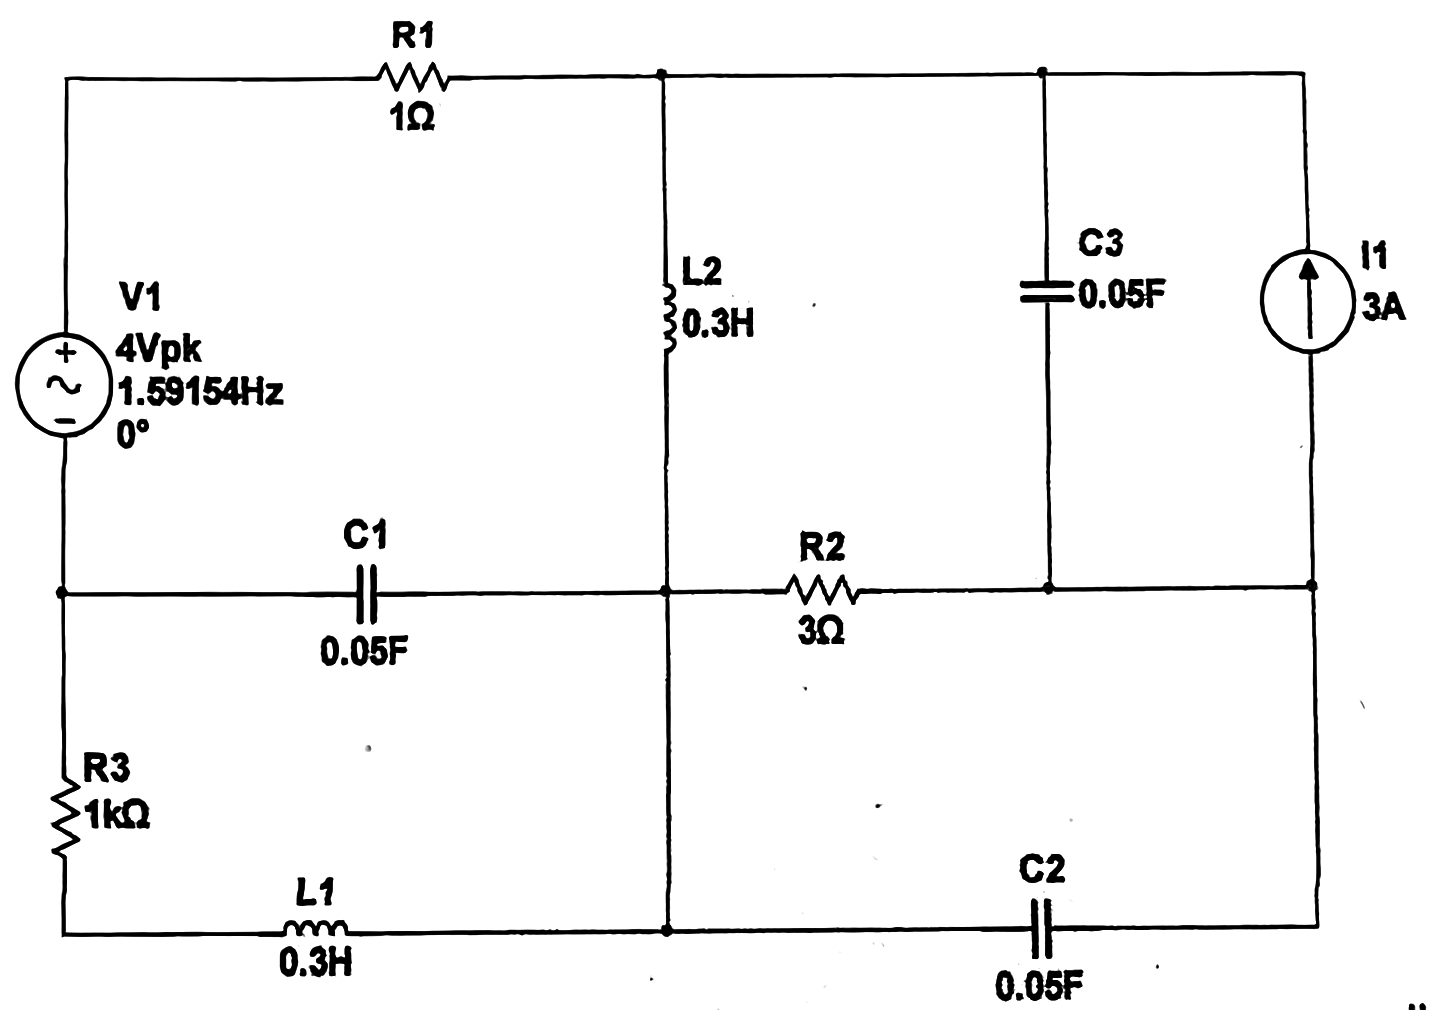 R1
1Ω
V1
+
4Vpk
1.59154Hz
−
0°
L2
0.3H
C3
0.05F
I1
3A
C1
0.05F
R2
3Ω
R3
1kΩ
L1
0.3H
C2
0.05F